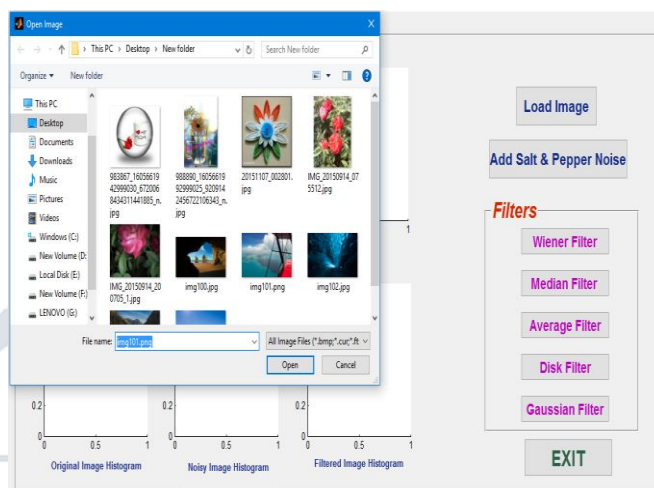 Open Image
X
This PC > Desktop > New folder
Search New folder
Organize
New folder
This PC
Desktop
Documents
Downloads
Music
Pictures
Videos
Windows (C:)
New Volume (D:
Local Disk (E:)
New Volume (F:)
LENOVO (G:)
983867_16056619
42999030_672006
8434311441885_n.
jpg
988890_16056619
92999025_920914
2456722106343_n.
jpg
20151107_002801.
jpg
IMG_20150914_07
5512.jpg
IMG_20150914_20
0705_1.jpg
img100.jpg
img101.png
img102.jpg
File name:
img101.png
All Image Files (*.bmp;*.cur;*.ft
Open
Cancel
Load Image
Add Salt & Pepper Noise
Filters
Wiener Filter
Median Filter
Average Filter
Disk Filter
Gaussian Filter
EXIT
1
0.2
0
0
0.5
1
Original Image Histogram
0.2
0
0
0.5
1
Noisy Image Histogram
0.2
0
0
0.5
1
Filtered Image Histogram